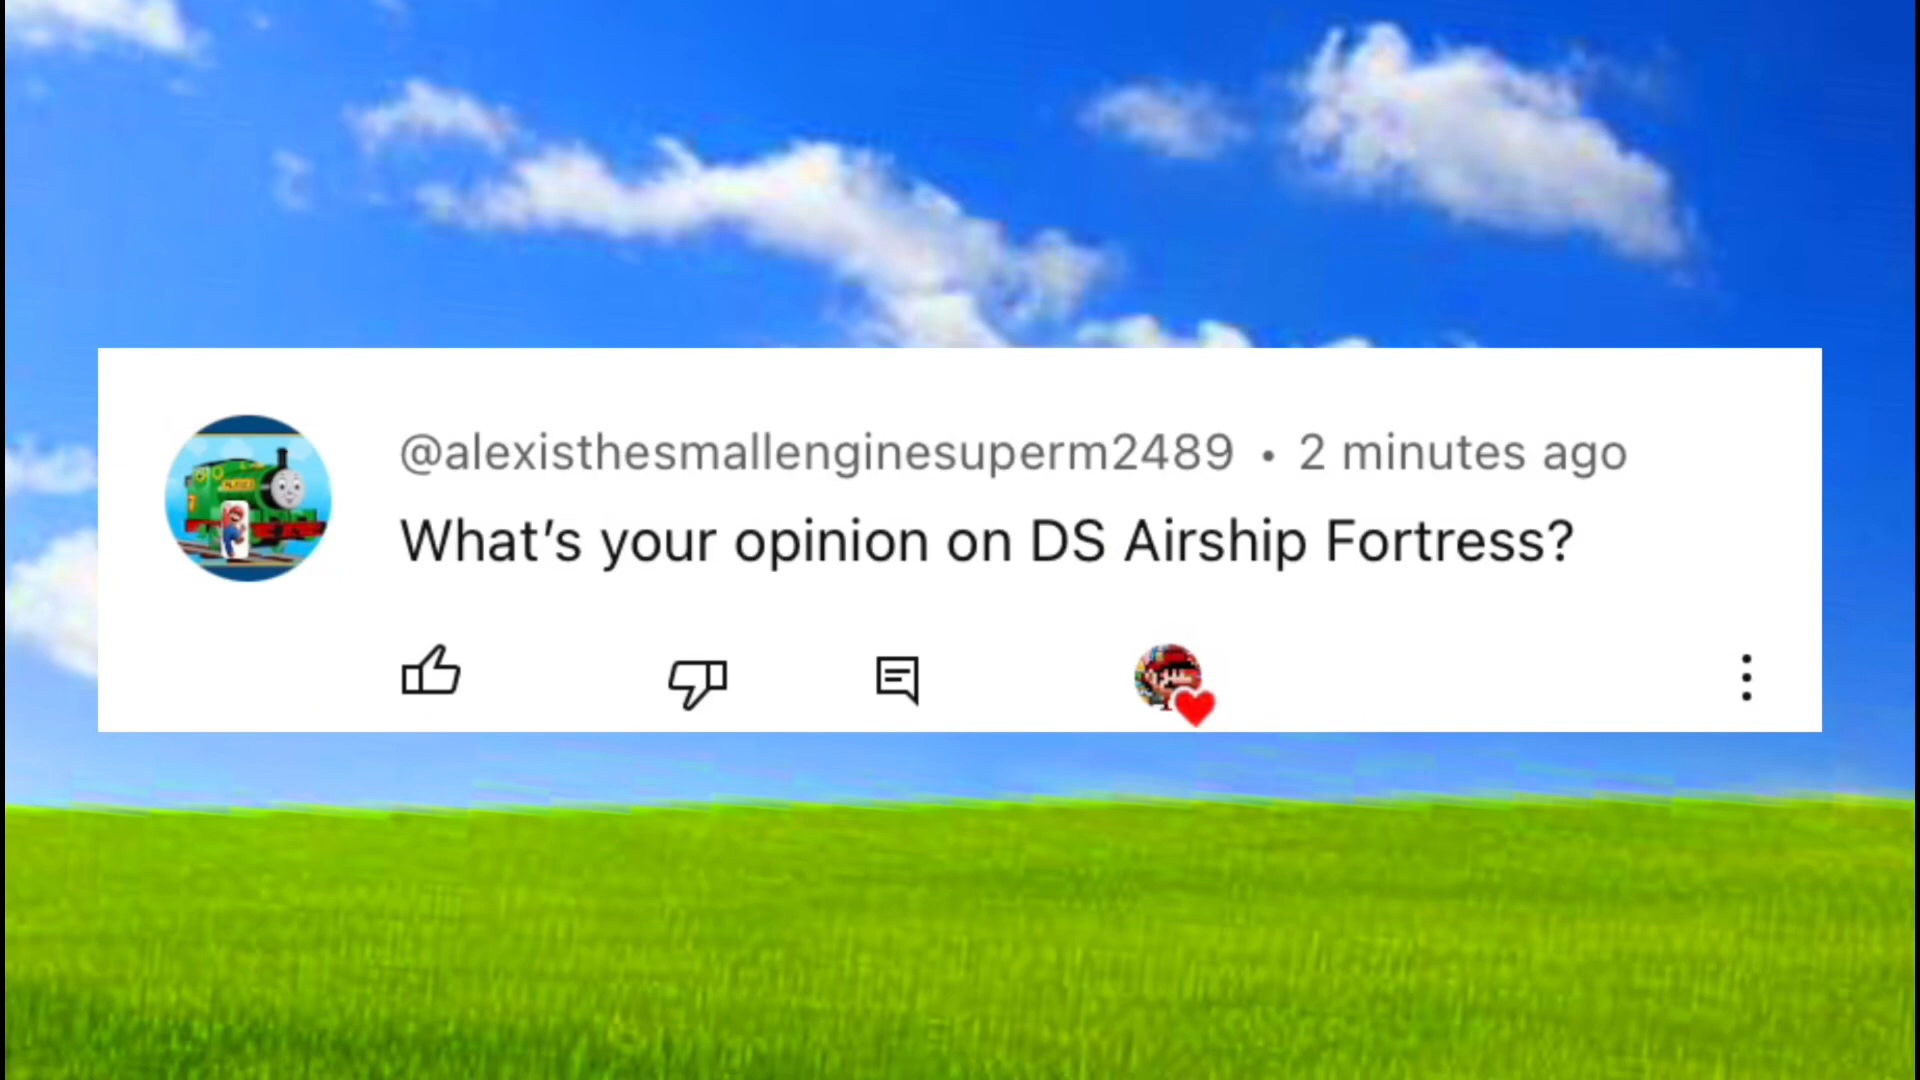 @alexisthesmallenginesuperm2489 • 2 minutes ago
What's your opinion on DS Airship Fortress?